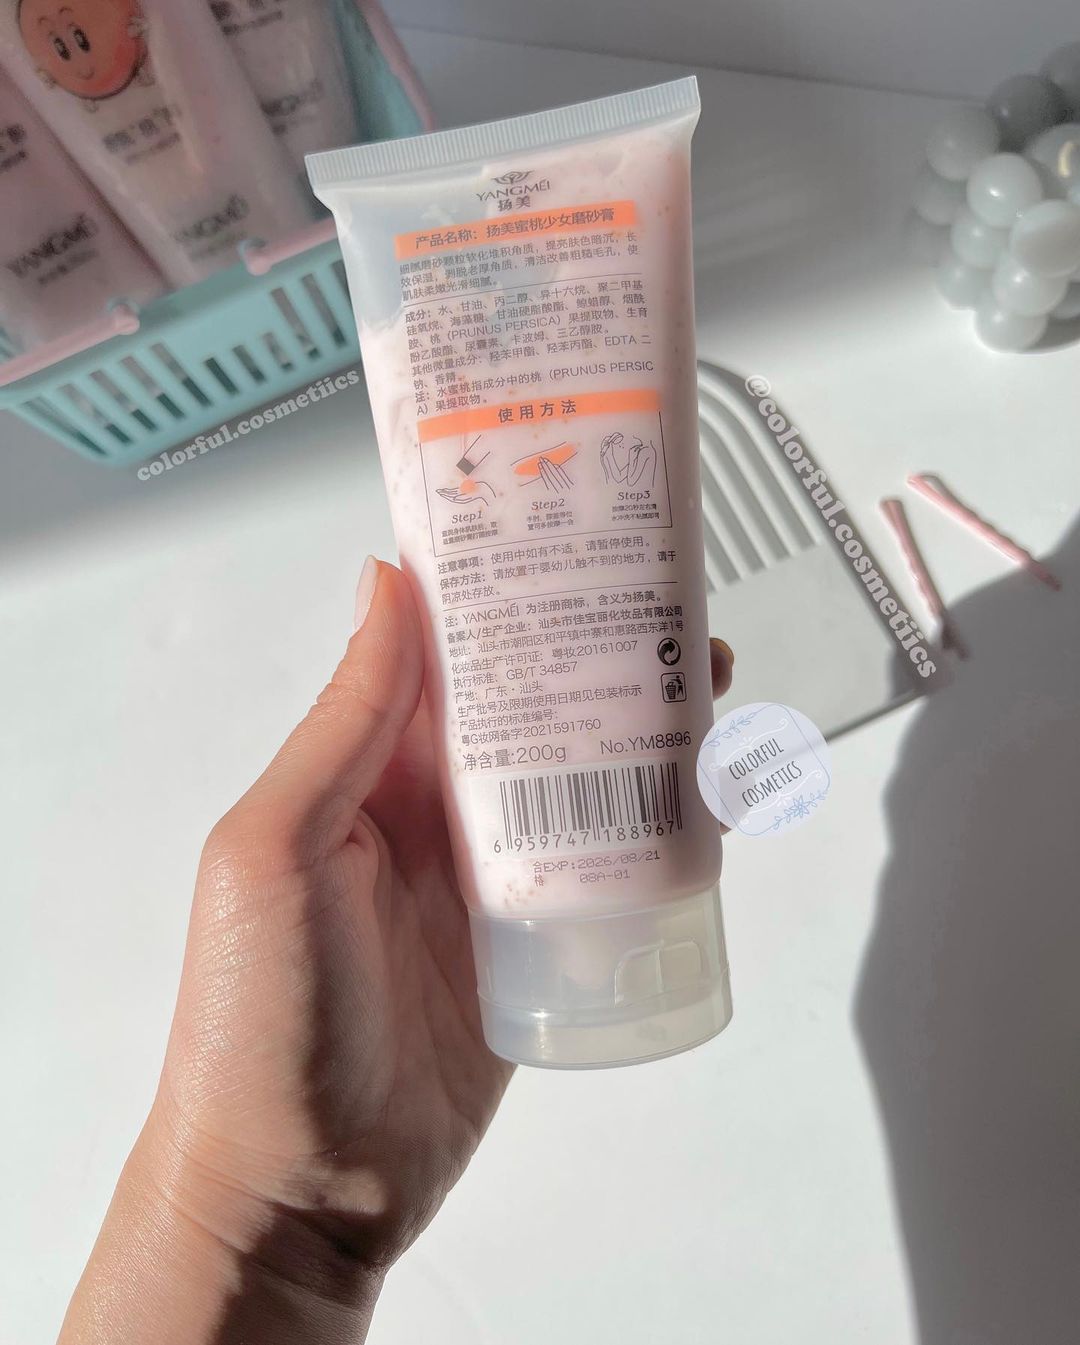 YANGMÉI
扬美
产品名称：扬美蜜桃少女磨砂膏
细腻磨砂颗粒软化堆积角质，提亮肤色暗沉，长
效保湿，剥脱老厚角质，清洁改善粗糙毛孔，使
肌肤柔嫩光滑细腻。
成分：水、甘油、丙二醇、异十六烷、聚二甲基
硅氧烷、海藻糖、甘油硬脂酸酯、鲸蜡醇、烟酰
胺、桃（PRUNUS PERSICA）果提取物、生育
酚乙酸酯、尿囊素、卡波姆、三乙醇胺。
其他微量成分：羟苯甲酯、羟苯丙酯、EDTA 二
钠、香精。
注：水蜜桃指成分中的桃（PRUNUS PERSIC
A）果提取物。
使用方法
Step1
Step2
Step3
注意事项：使用中如有不适，请暂停使用。
保存方法：请放置于婴幼儿触不到的地方，请于
阴凉处存放。
注：YANGMÉI 为注册商标，含义为扬美。
备案人/生产企业：汕头市佳宝丽化妆品有限公司
地址：汕头市潮阳区和平镇中寨和惠路西东洋1号
化妆品生产许可证：粤妆20161007
执行标准：GB/T 34857
产地：广东·汕头
生产批号及限期使用日期见包装标示
产品执行的标准编号：
粤G妆网备字2021591760
净含量:200g No.YM8896
6 959747 188967
合EXP:2026/08/21
格 08A-01
COLORFUL
COSMETICS
colorful.cosmetiics
@colorful.cosmetiics
YANGMÉI
YANGMÉI